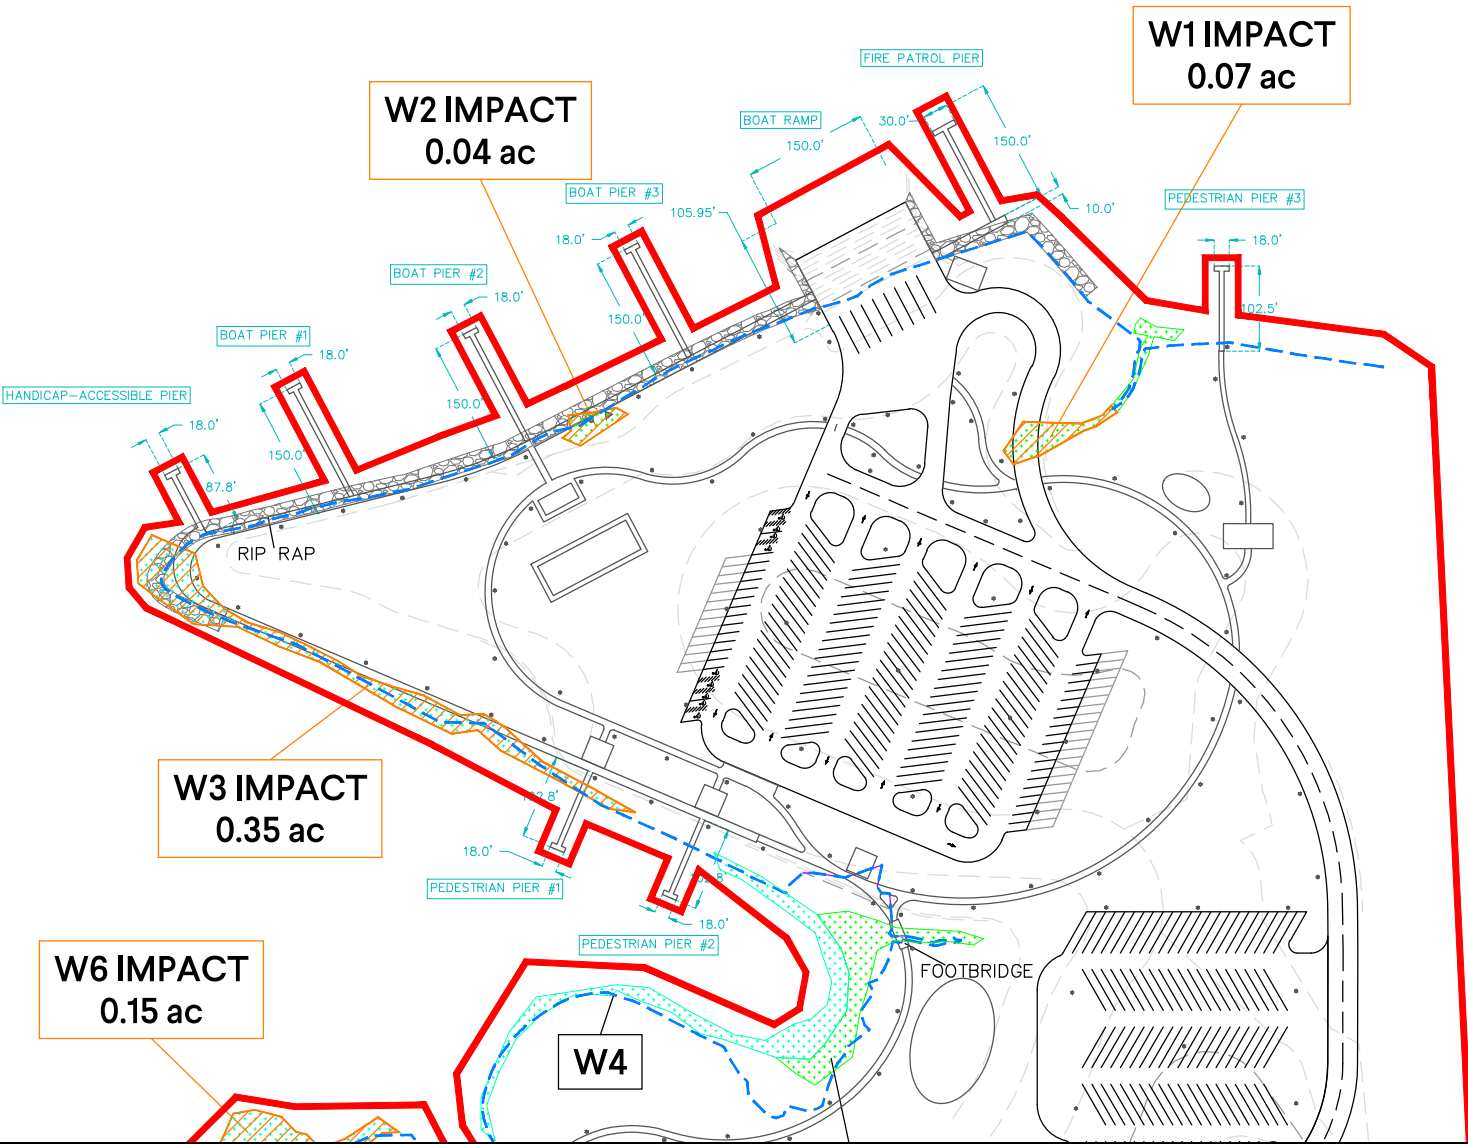 W1 IMPACT
0.07 ac
FIRE PATROL PIER
W2 IMPACT
0.04 ac
BOAT RAMP
30.0'
150.0'
150.0'
BOAT PIER #3
105.95'
10.0'
PEDESTRIAN PIER #3
18.0'
18.0'
BOAT PIER #2
18.0'
150.0'
102.5'
BOAT PIER #1
18.0'
150.0'
HANDICAP-ACCESSIBLE PIER
18.0'
150.0'
87.8'
RIP RAP
W3 IMPACT
0.35 ac
18.0'
PEDESTRIAN PIER #1
18.0'
PEDESTRIAN PIER #2
W6 IMPACT
0.15 ac
FOOTBRIDGE
W4